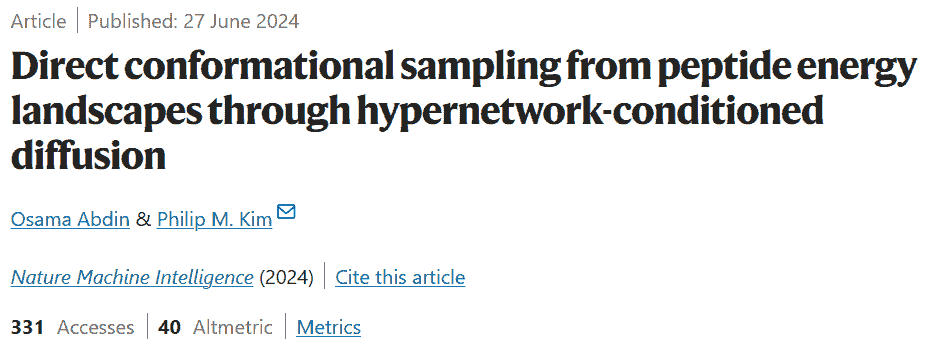 Article | Published: 27 June 2024
Direct conformational sampling from peptide energy
landscapes through hypernetwork-conditioned
diffusion
Osama Abdin & Philip M. Kim
Nature Machine Intelligence (2024) | Cite this article
331 Accesses | 40 Altmetric | Metrics